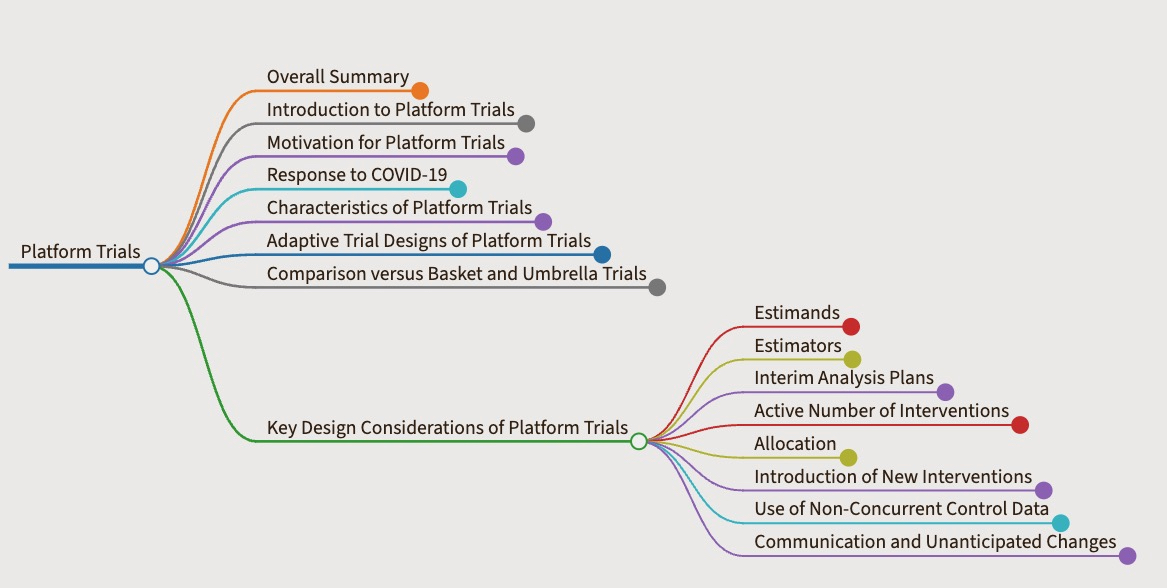 Platform Trials
Overall Summary
Introduction to Platform Trials
Motivation for Platform Trials
Response to COVID-19
Characteristics of Platform Trials
Adaptive Trial Designs of Platform Trials
Comparison versus Basket and Umbrella Trials
Key Design Considerations of Platform Trials
Estimands
Estimators
Interim Analysis Plans
Active Number of Interventions
Allocation
Introduction of New Interventions
Use of Non-Concurrent Control Data
Communication and Unanticipated Changes